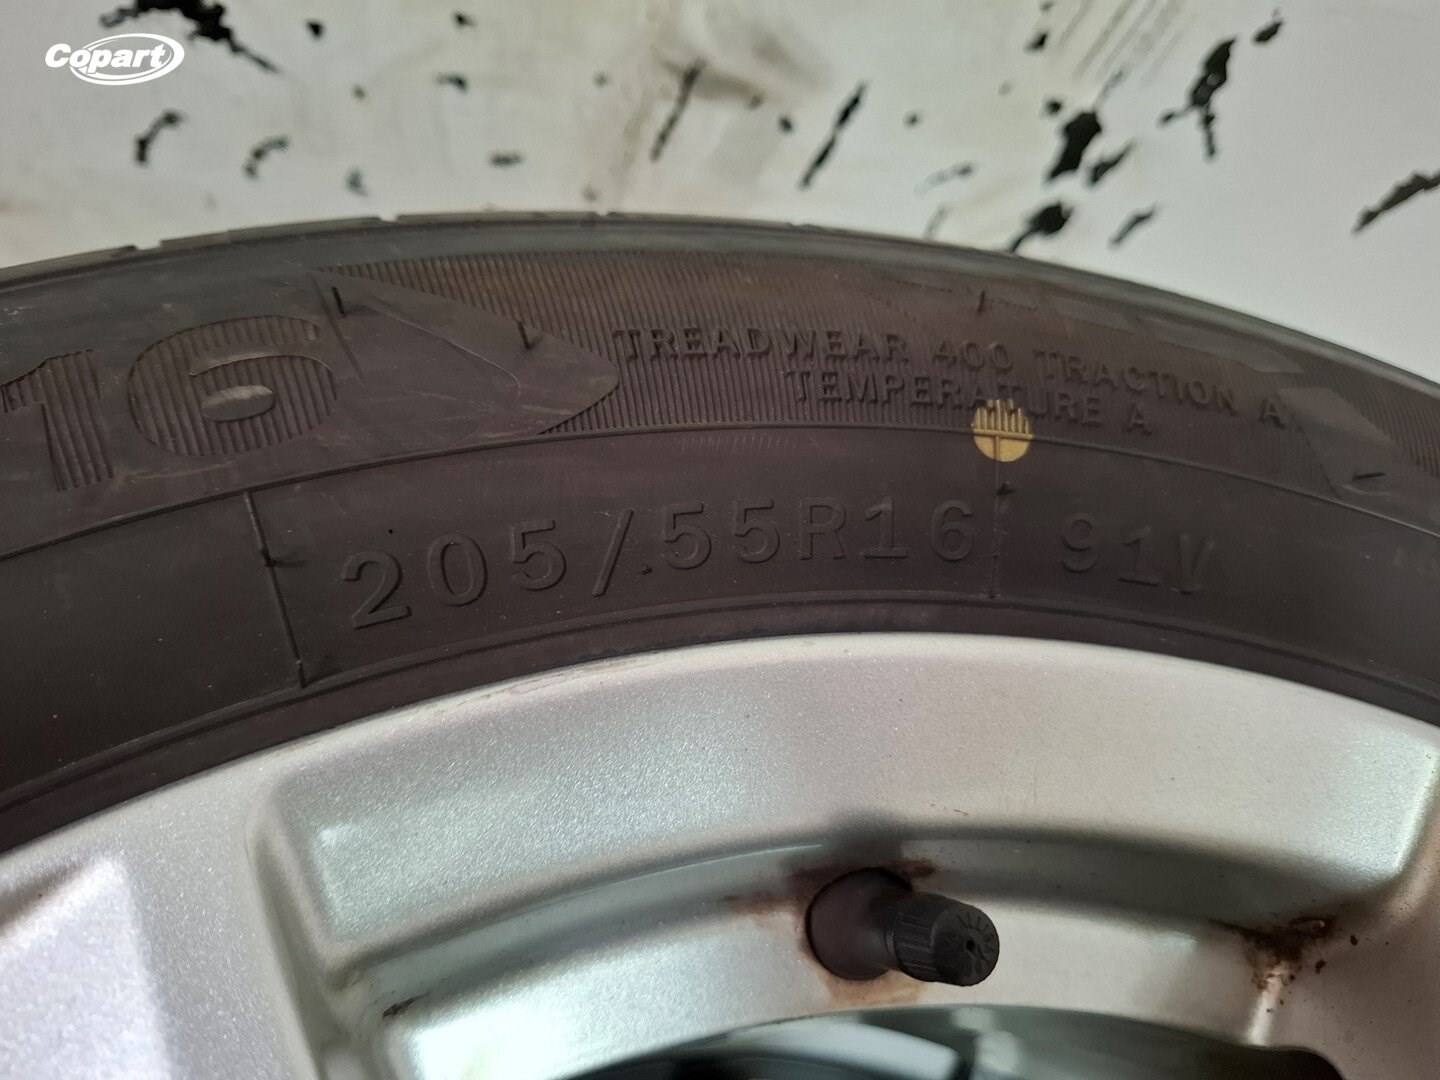 Copart
16
TREADWEAR 400 TRACTION A
TEMPERATURE A
205/55R16 91V